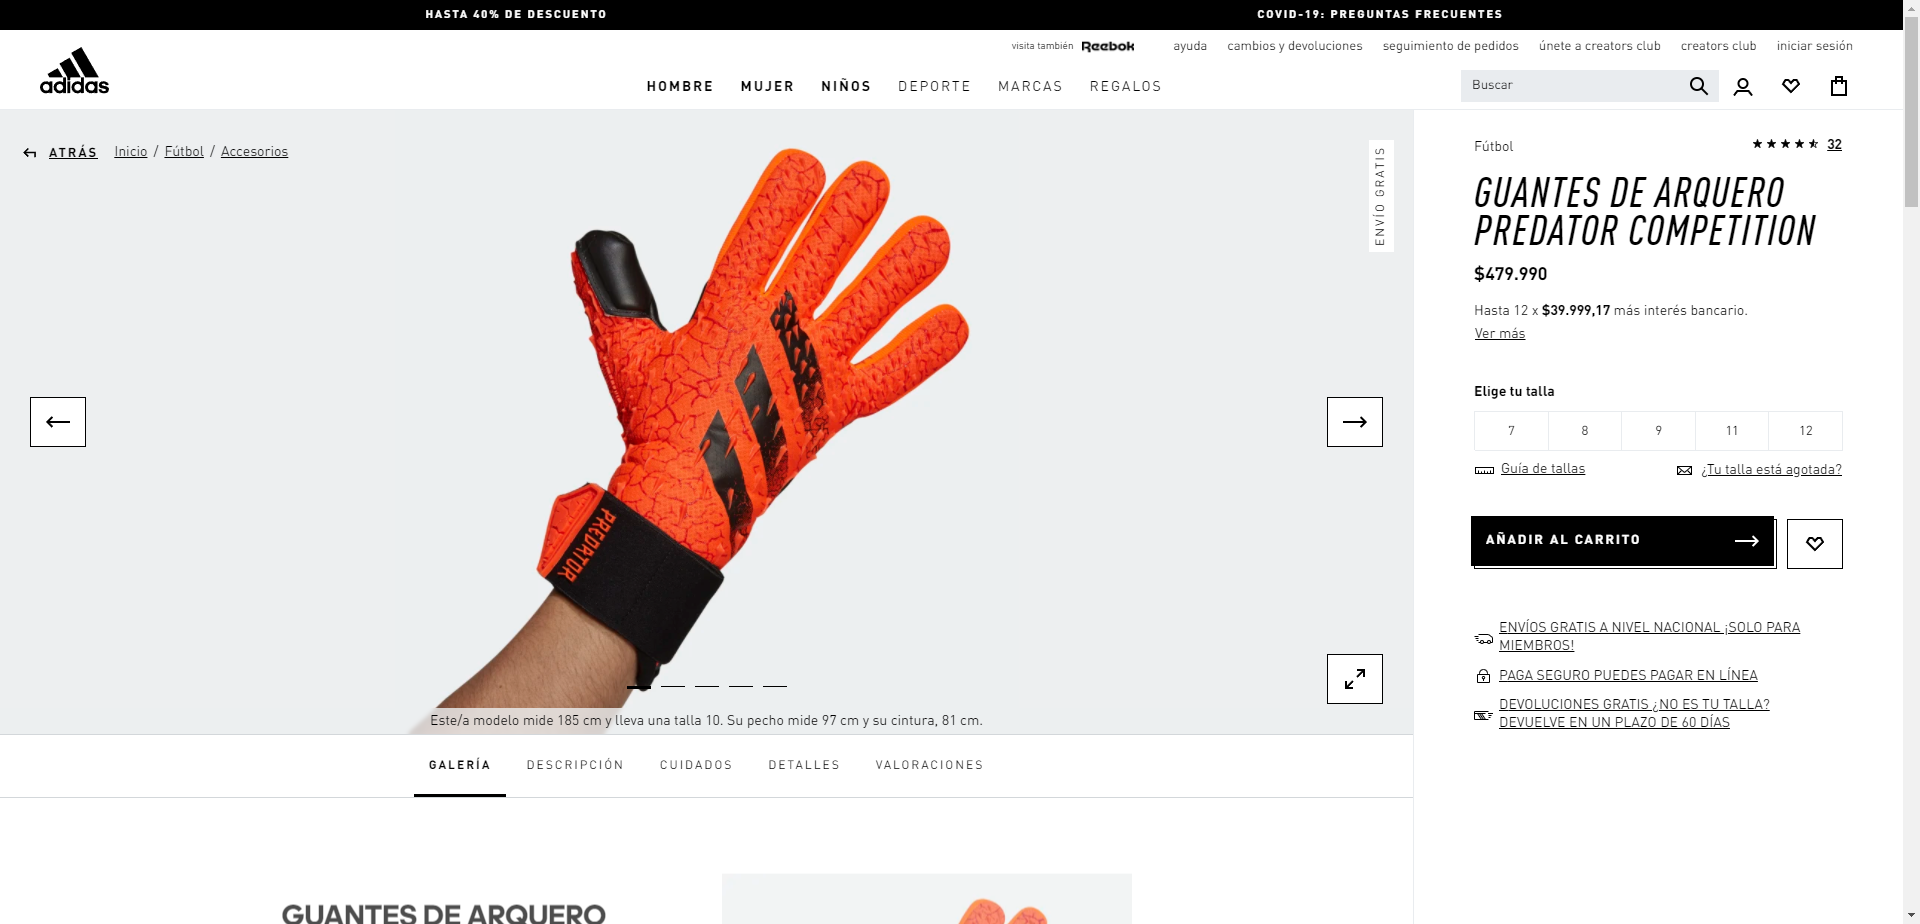 HASTA 40% DE DESCUENTO
COVID-19: PREGUNTAS FRECUENTES
visita también Reebok ayuda cambios y devoluciones seguimiento de pedidos únete a creators club creators club iniciar sesión
adidas
HOMBRE MUJER NIÑOS DEPORTE MARCAS REGALOS
Buscar
ATRÁS Inicio / Fútbol / Accesorios
ENVÍO GRATIS
PREDATOR
Este/a modelo mide 185 cm y lleva una talla 10. Su pecho mide 97 cm y su cintura, 81 cm.
GALERÍA DESCRIPCIÓN CUIDADOS DETALLES VALORACIONES
GUANTES DE ARQUERO
Fútbol 32
GUANTES DE ARQUERO
PREDATOR COMPETITION
$479.990
Hasta 12 x $39.999,17 más interés bancario.
Ver más
Elige tu talla
7 8 9 11 12
Guía de tallas ¿Tu talla está agotada?
AÑADIR AL CARRITO
ENVÍOS GRATIS A NIVEL NACIONAL ¡SOLO PARA
MIEMBROS!
PAGA SEGURO PUEDES PAGAR EN LÍNEA
DEVOLUCIONES GRATIS ¿NO ES TU TALLA?
DEVUELVE EN UN PLAZO DE 60 DÍAS